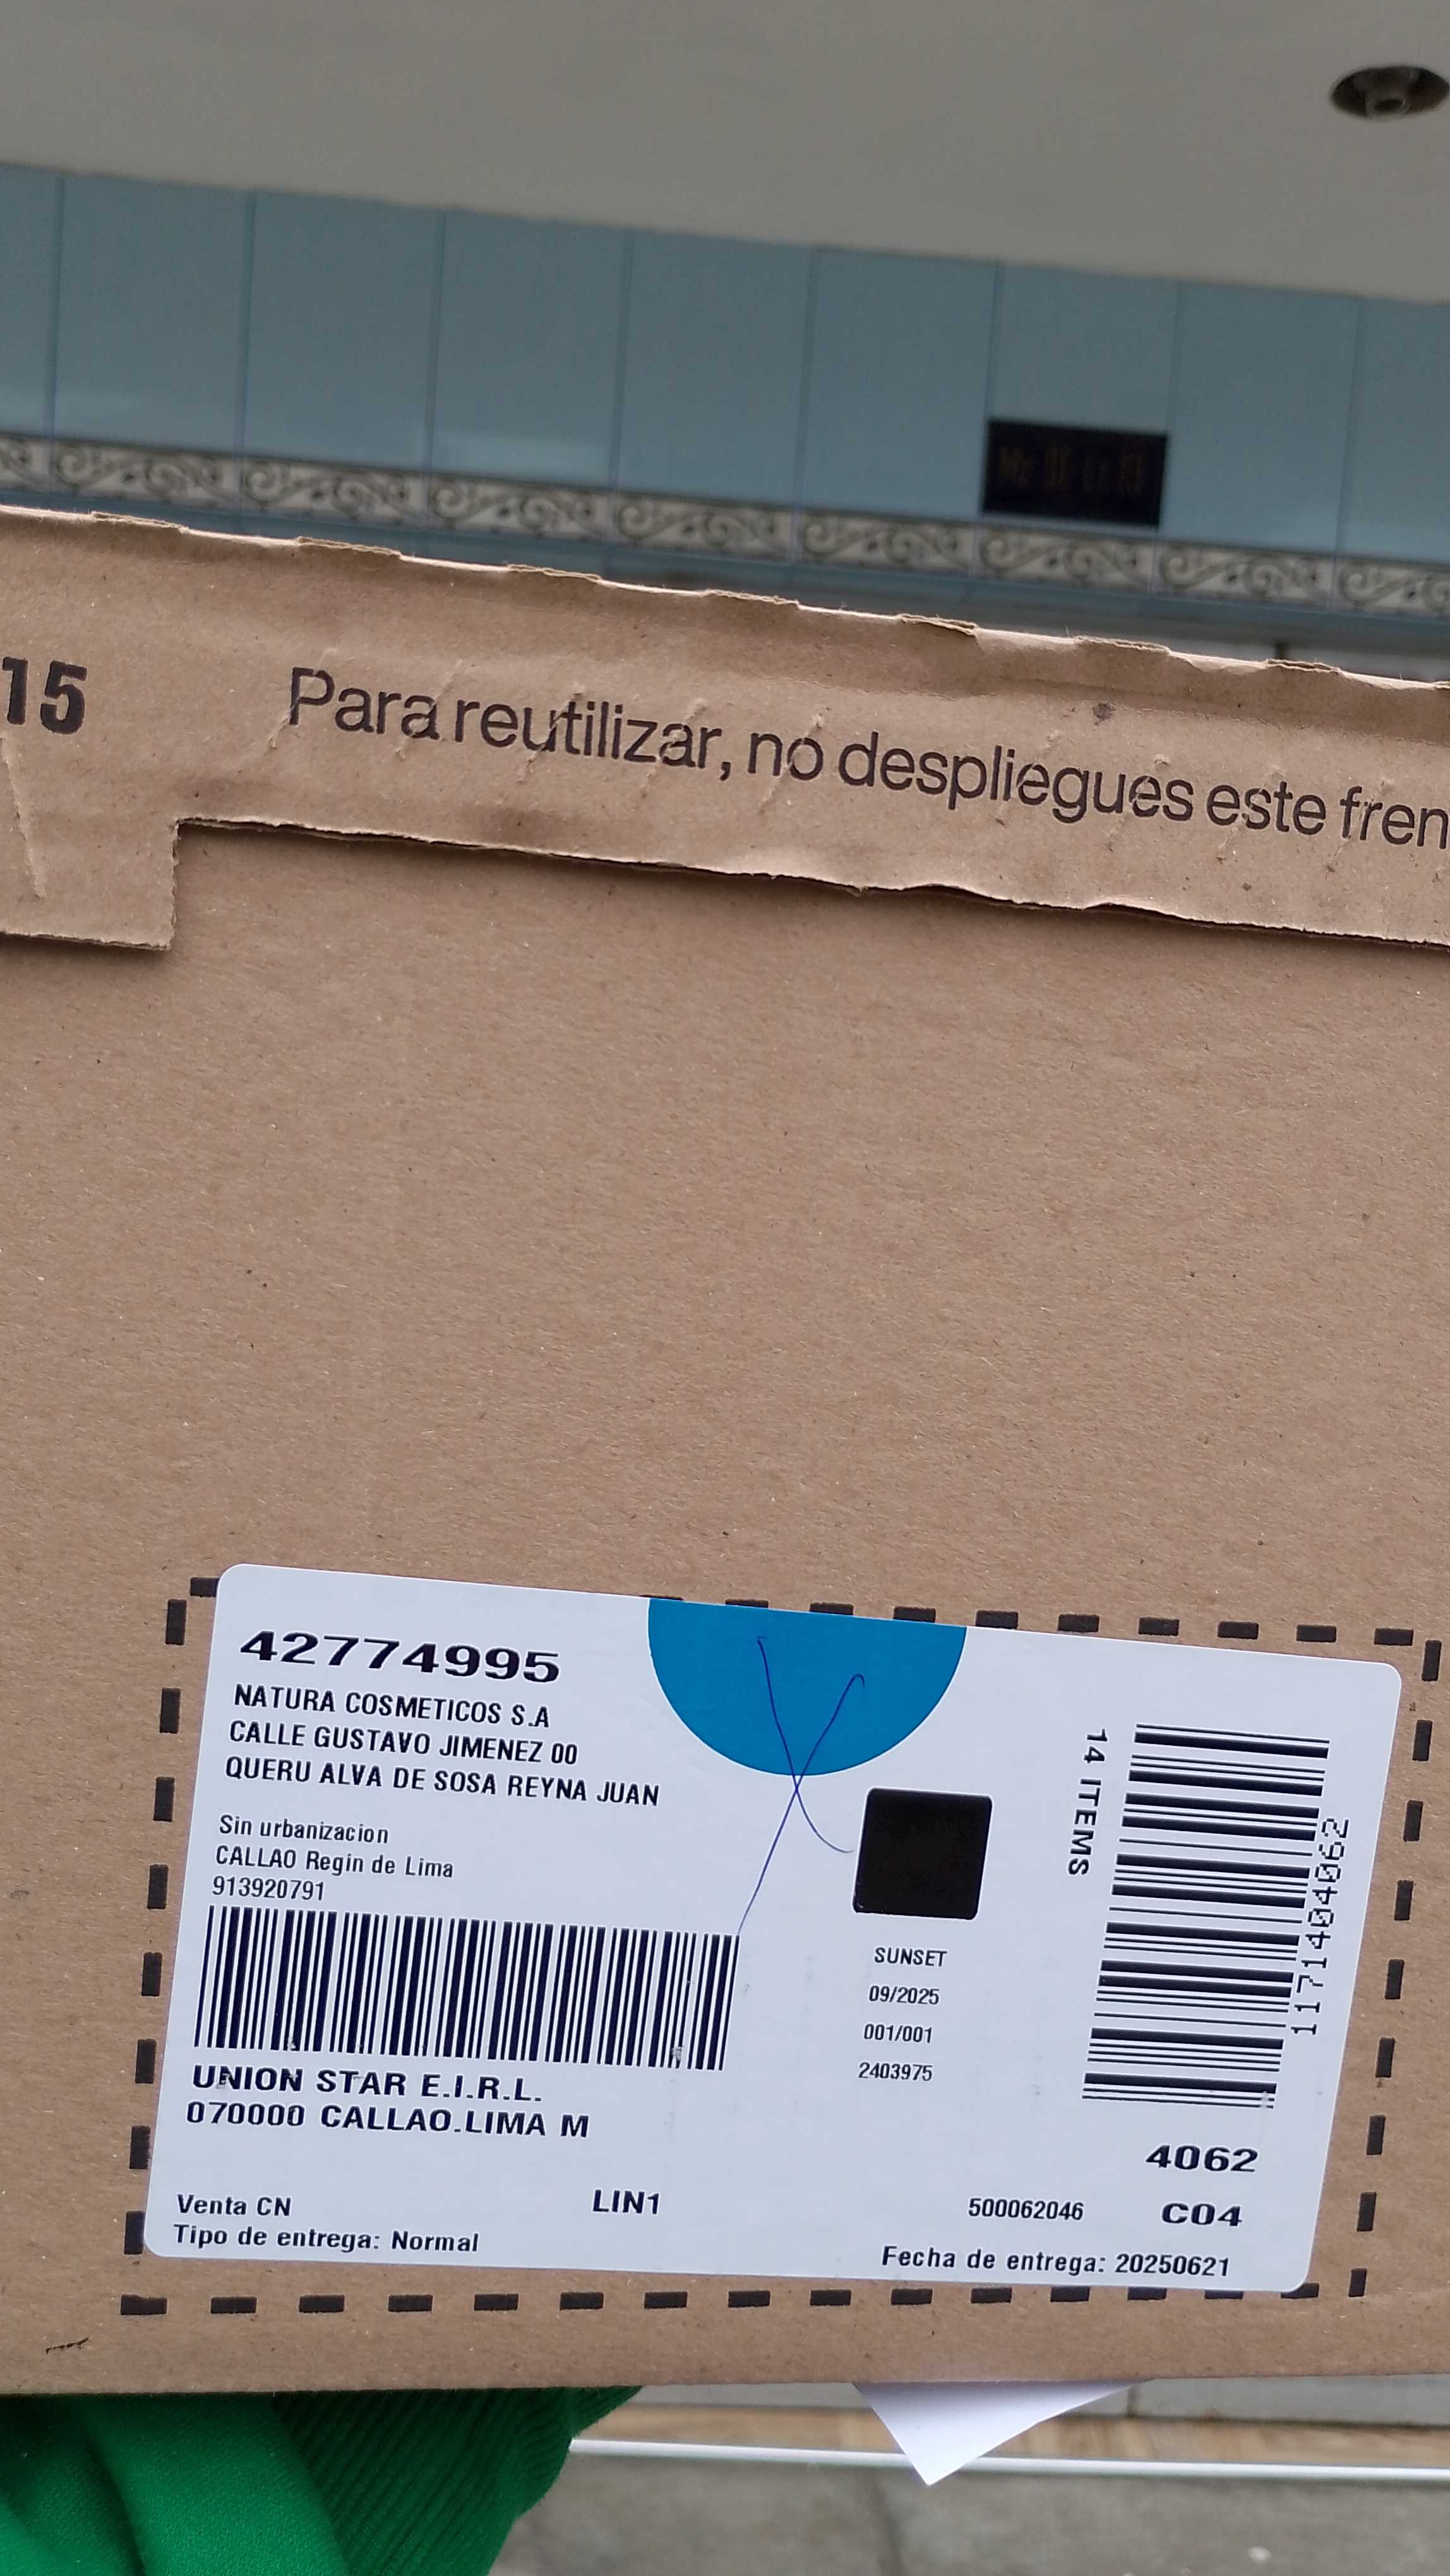 15
Para reutilizar, no despliegues este fren
42774995
NATURA COSMETICOS S.A
CALLE GUSTAVO JIMENEZ 00
QUERU ALVA DE SOSA REYNA JUAN
Sin urbanizacion
CALLAO Regin de Lima
913920791
UNION STAR E.I.R.L.
070000 CALLAO.LIMA M
Venta CN
Tipo de entrega: Normal
LIN1
SUNSET
09/2025
001/001
2403975
14 ITEMS
1171404062
4062
500062046 C04
Fecha de entrega: 20250621